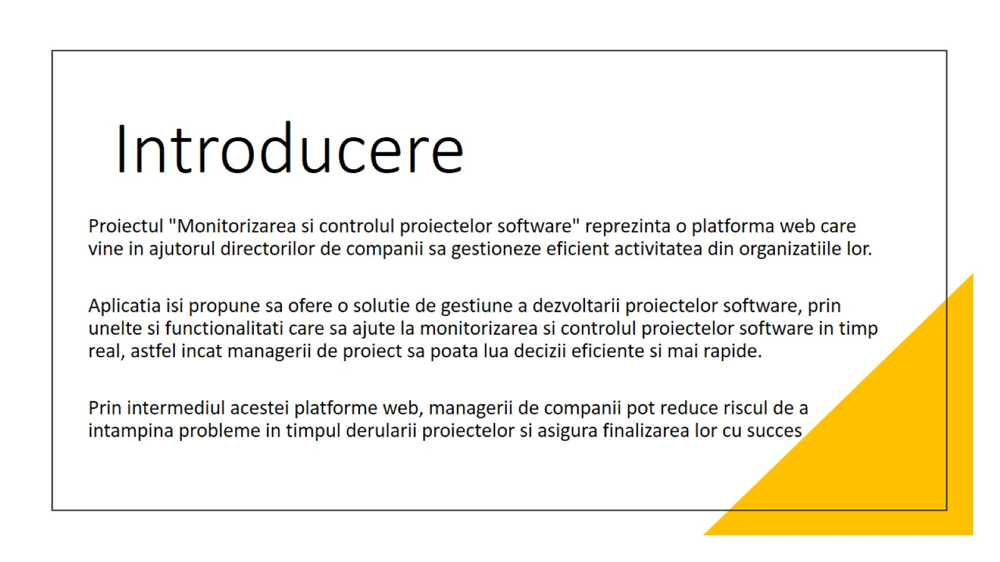 Introducere
Proiectul "Monitorizarea si controlul proiectelor software" reprezinta o platforma web care
vine in ajutorul directorilor de companii sa gestioneze eficient activitatea din organizatiile lor.
Aplicatia isi propune sa ofere o solutie de gestiune a dezvoltarii proiectelor software, prin
unelte si functionalitati care sa ajute la monitorizarea si controlul proiectelor software in timp
real, astfel incat managerii de proiect sa poata lua decizii eficiente si mai rapide.
Prin intermediul acestei platforme web, managerii de companii pot reduce riscul de a
intampina probleme in timpul derularii proiectelor si asigura finalizarea lor cu succes